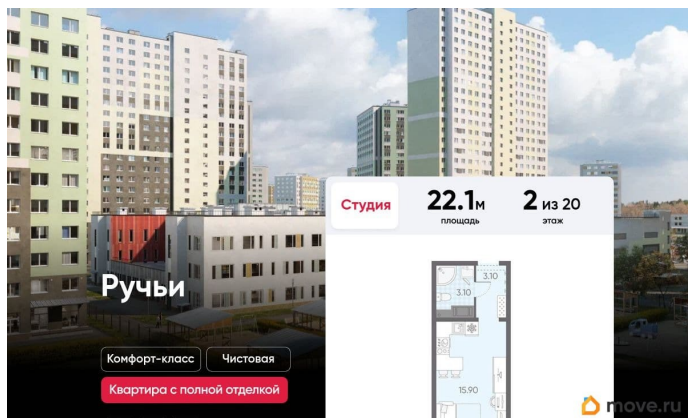 Студия
22.1м
площадь
2 из 20
этаж
Ручьи
3.10
3.10
Комфорт-класс
Чистовая
Квартира с полной отделкой
15.90
move.ru